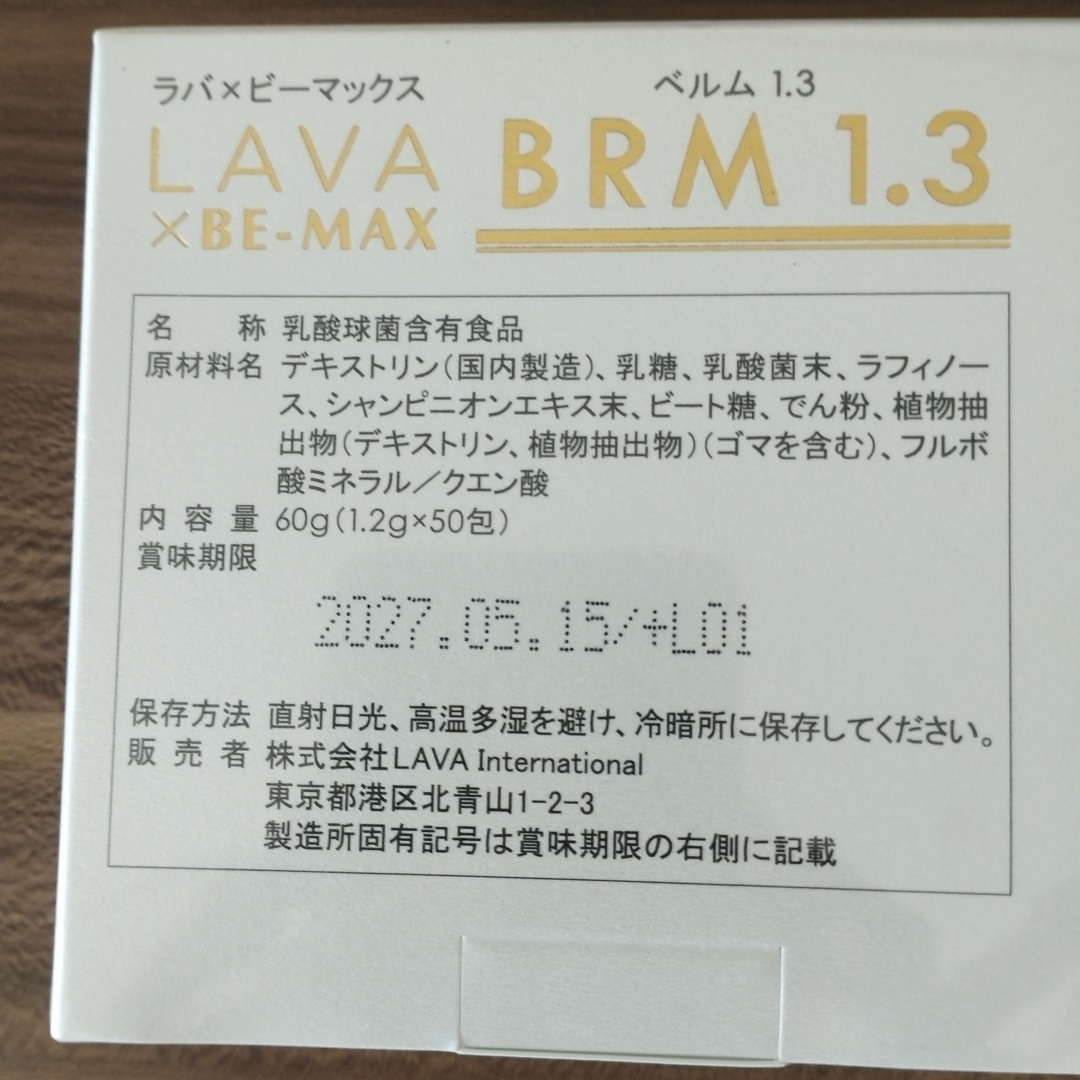 ラバ×ビーマックス
ベルム 1.3
LAVA
×BE-MAX
BRM 1.3
名　　称 乳酸球菌含有食品
原材料名 デキストリン（国内製造）、乳糖、乳酸菌末、ラフィノー
ス、シャンピニオンエキス末、ビート糖、でん粉、植物抽
出物（デキストリン、植物抽出物）（ゴマを含む）、フルボ
酸ミネラル／クエン酸
内 容 量 60g（1.2g×50包）
賞味期限
2027.05.15/+L01
保存方法 直射日光、高温多湿を避け、冷暗所に保存してください。
販 売 者 株式会社LAVA International
東京都港区北青山1-2-3
製造所固有記号は賞味期限の右側に記載